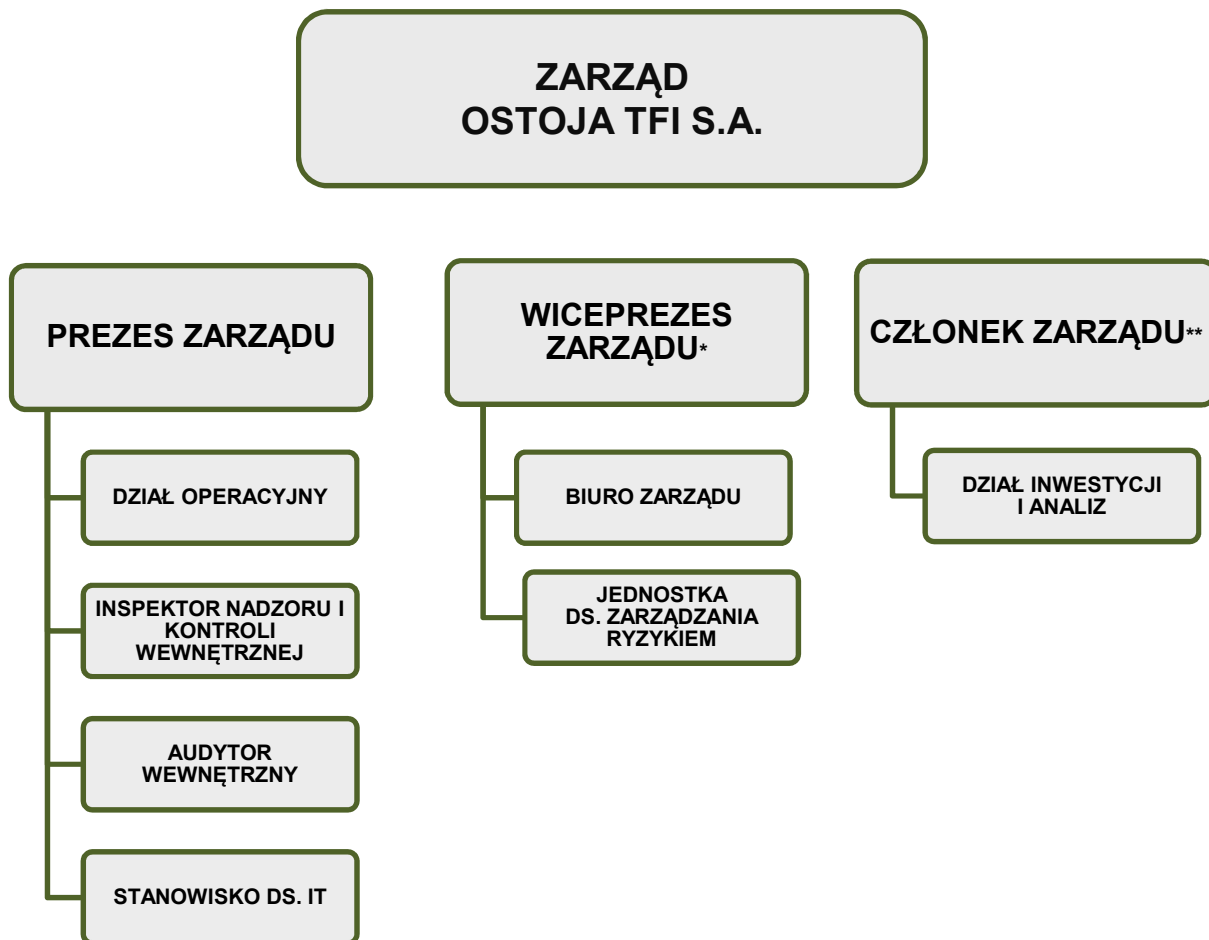 ZARZĄD
OSTOJA TFI S.A.
PREZES ZARZĄDU
DZIAŁ OPERACYJNY
INSPEKTOR NADZORU I
KONTROLI
WEWNĘTRZNEJ
AUDYTOR
WEWNĘTRZNY
STANOWISKO DS. IT
WICEPREZES
ZARZĄDU*
BIURO ZARZĄDU
JEDNOSTKA
DS. ZARZĄDZANIA
RYZYKIEM
CZŁONEK ZARZĄDU**
DZIAŁ INWESTYCJI
I ANALIZ